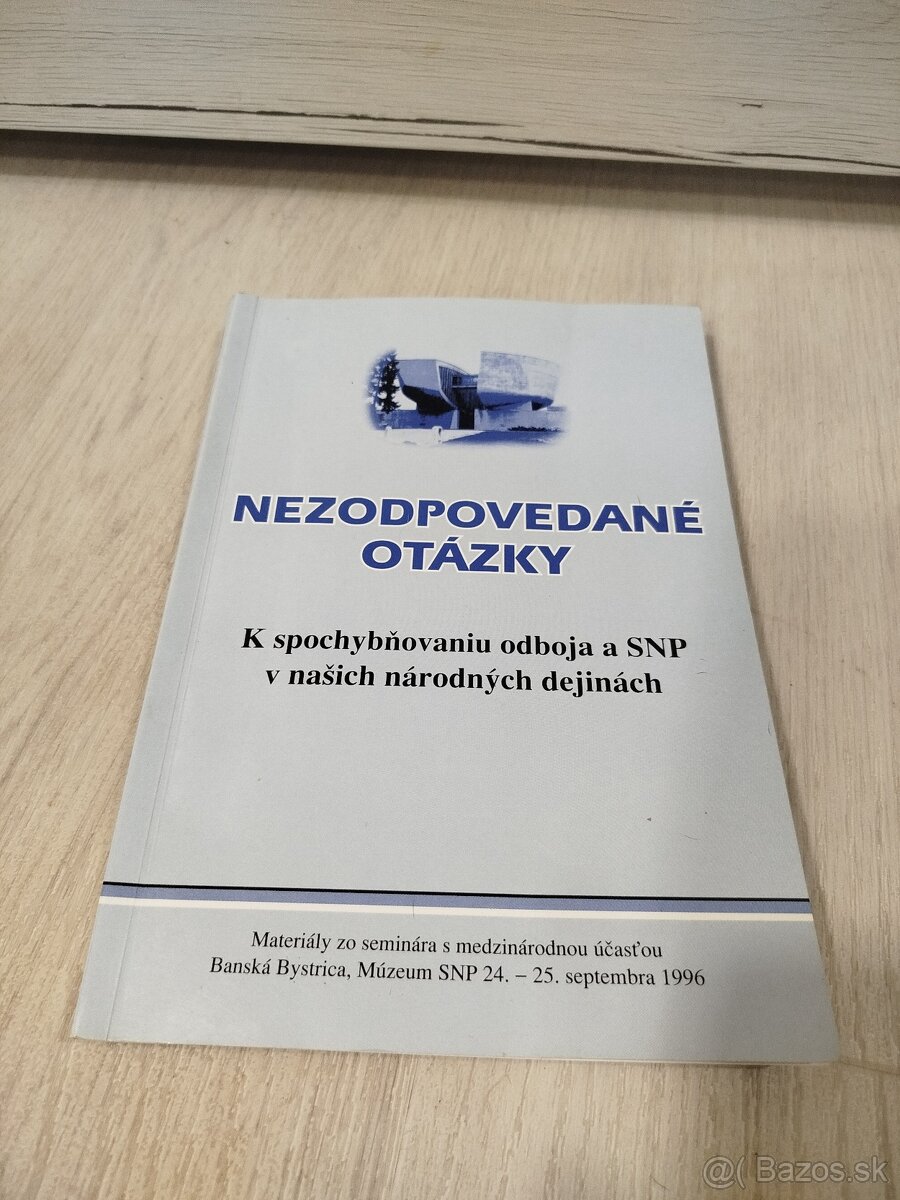 NEZODPOVEDANÉ
OTÁZKY
K spochybňovaniu odboja a SNP
v našich národných dejinách
Materiály zo seminára s medzinárodnou účasťou
Banská Bystrica, Múzeum SNP 24. – 25. septembra 1996
@( Bazos.sk